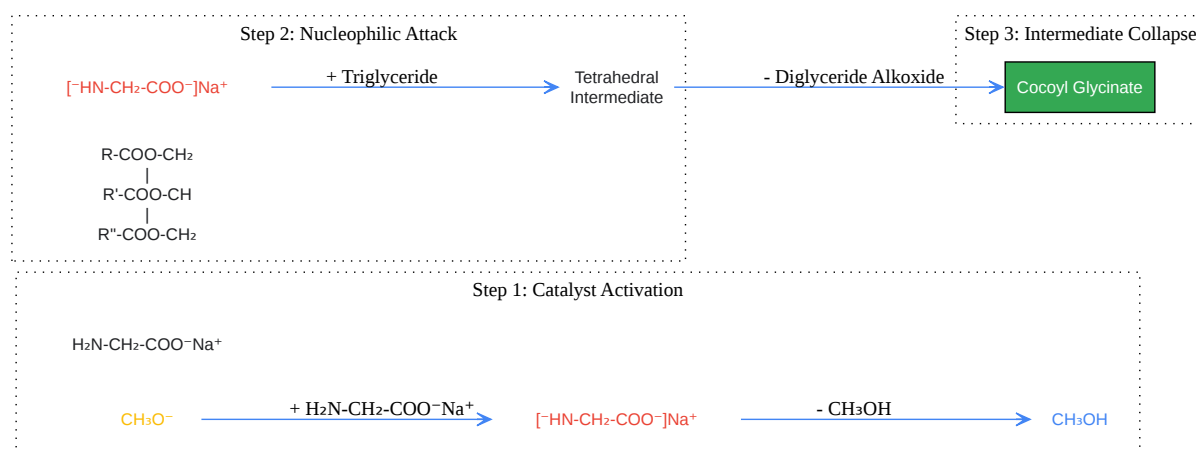 Step 2: Nucleophilic Attack
Step 3: Intermediate Collapse
[⁻HN-CH₂-COO⁻]Na⁺
+ Triglyceride
Tetrahedral
Intermediate
- Diglyceride Alkoxide
Cocoyl Glycinate
R-COO-CH₂
|
R'-COO-CH
|
R"-COO-CH₂
Step 1: Catalyst Activation
H₂N-CH₂-COO⁻Na⁺
CH₃O⁻
+ H₂N-CH₂-COO⁻Na⁺
[⁻HN-CH₂-COO⁻]Na⁺
- CH₃OH
CH₃OH